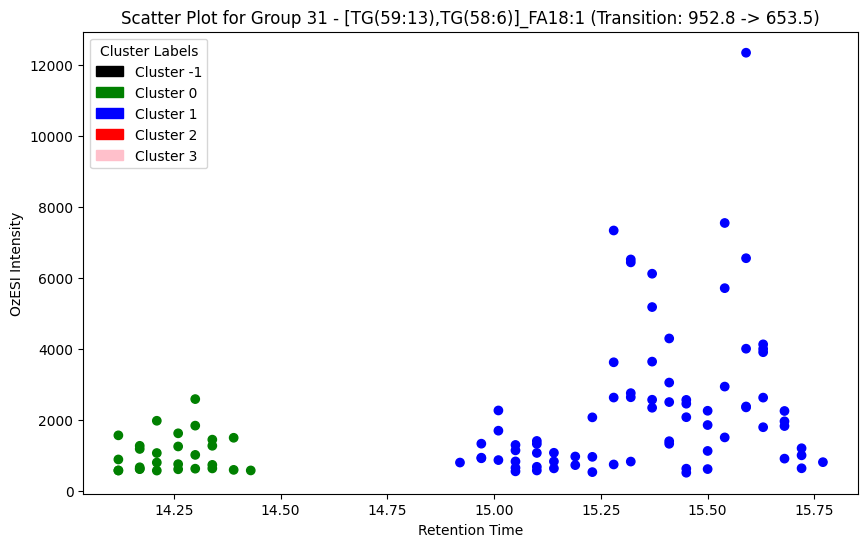 Scatter Plot for Group 31 - [TG(59:13),TG(58:6)]_FA18:1 (Transition: 952.8 -> 653.5)
Cluster Labels
Cluster -1
Cluster 0
Cluster 1
Cluster 2
Cluster 3
OzESI Intensity
12000
10000
8000
6000
4000
2000
0
14.25
14.50
14.75
15.00
15.25
15.50
15.75
Retention Time